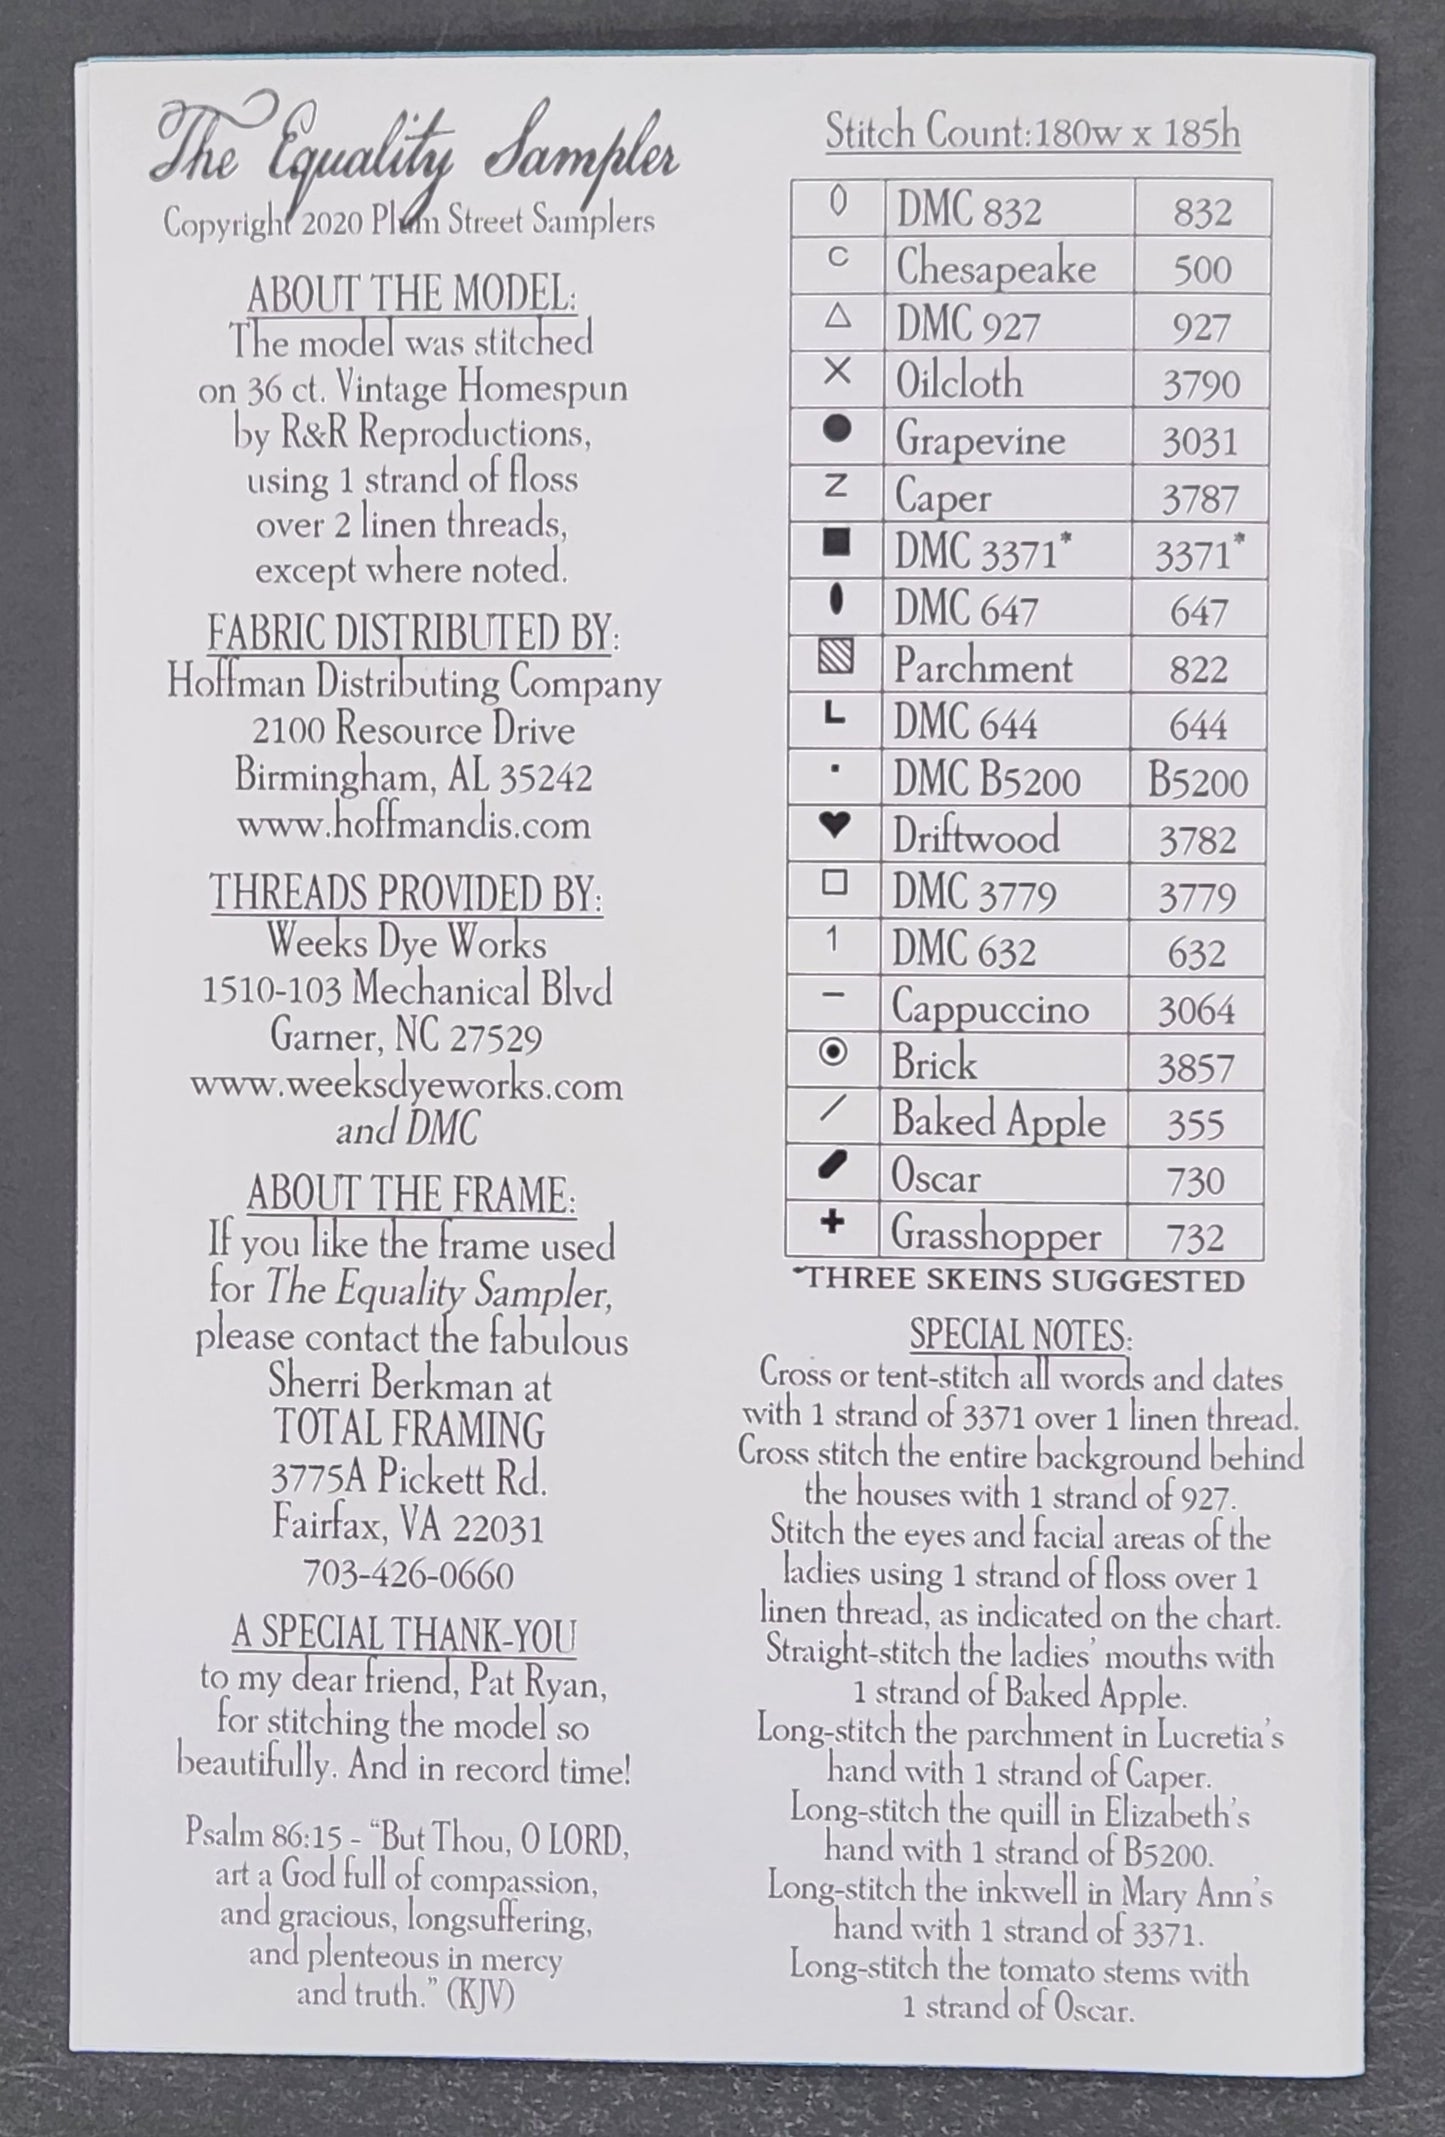 The Equality Sampler
Copyright 2020 Plum Street Samplers
ABOUT THE MODEL:
The model was stitched
on 36 ct. Vintage Homespun
by R&R Reproductions,
using 1 strand of floss
over 2 linen threads,
except where noted.
FABRIC DISTRIBUTED BY:
Hoffman Distributing Company
2100 Resource Drive
Birmingham, AL 35242
www.hoffmandis.com
THREADS PROVIDED BY:
Weeks Dye Works
1510-103 Mechanical Blvd
Garner, NC 27529
www.weeksdyeworks.com
and DMC
ABOUT THE FRAME:
If you like the frame used
for The Equality Sampler,
please contact the fabulous
Sherri Berkman at
TOTAL FRAMING
3775A Pickett Rd.
Fairfax, VA 22031
703-426-0660
A SPECIAL THANK-YOU
to my dear friend, Pat Ryan,
for stitching the model so
beautifully. And in record time!
Psalm 86:15 - “But Thou, O LORD,
art a God full of compassion,
and gracious, longsuffering,
and plenteous in mercy
and truth.” (KJV)
Stitch Count:180w x 185h
DMC 832 832
C Chesapeake 500
△ DMC 927 927
X Oilcloth 3790
● Grapevine 3031
Z Caper 3787
■ DMC 3371* 3371*
DMC 647 647
Parchment 822
L DMC 644 644
DMC B5200 B5200
♥ Driftwood 3782
□ DMC 3779 3779
1 DMC 632 632
– Cappuccino 3064
Brick 3857
/ Baked Apple 355
Oscar 730
+ Grasshopper 732
*THREE SKEINS SUGGESTED
SPECIAL NOTES:
Cross or tent-stitch all words and dates
with 1 strand of 3371 over 1 linen thread.
Cross stitch the entire background behind
the houses with 1 strand of 927.
Stitch the eyes and facial areas of the
ladies using 1 strand of floss over 1
linen thread, as indicated on the chart.
Straight-stitch the ladies’ mouths with
1 strand of Baked Apple.
Long-stitch the parchment in Lucretia’s
hand with 1 strand of Caper.
Long-stitch the quill in Elizabeth’s
hand with 1 strand of B5200.
Long-stitch the inkwell in Mary Ann’s
hand with 1 strand of 3371.
Long-stitch the tomato stems with
1 strand of Oscar.